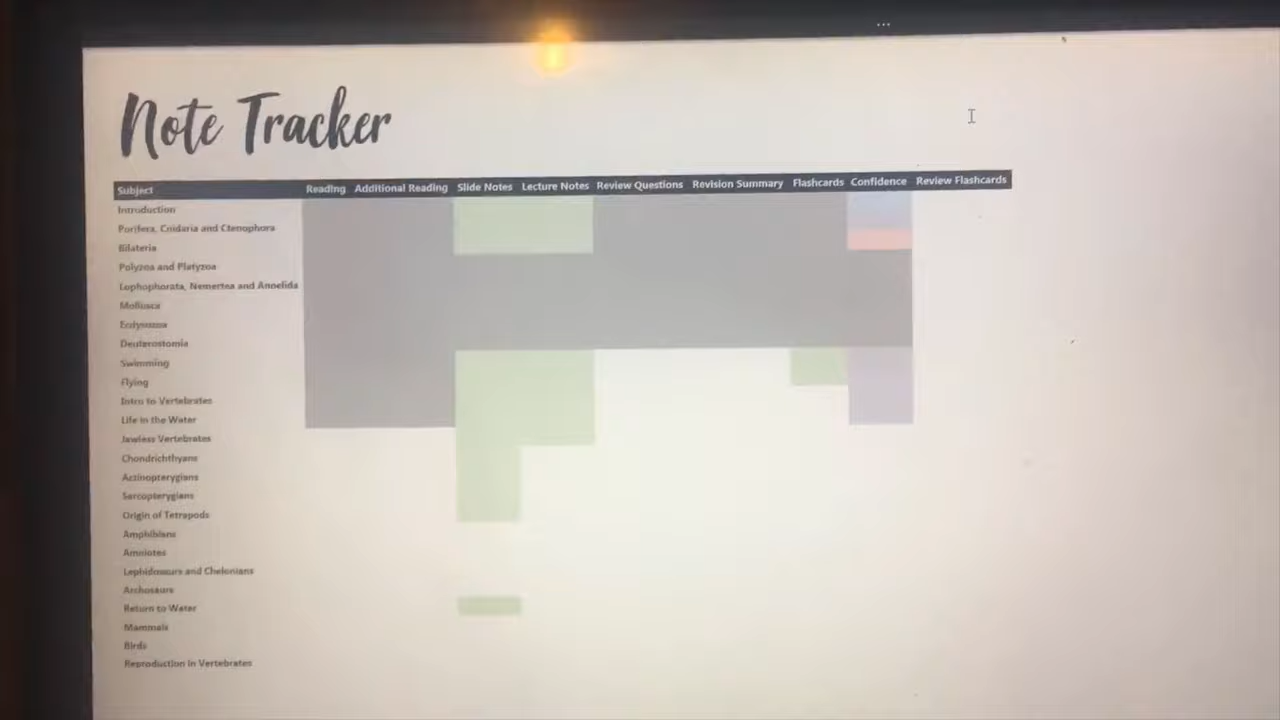 Note Tracker
Subject Reading Additional Reading Slide Notes Lecture Notes Review Questions Revision Summary Flashcards Confidence Review Flashcards
Introduction
Porifera, Cnidaria and Ctenophora
Bilateria
Polyzoa and Platyzoa
Lophophorata, Nemertea and Annelida
Mollusca
Ecdysozoa
Deuterostomia
Swimming
Flying
Intro to Vertebrates
Life in the Water
Jawless Vertebrates
Chondrichthyans
Actinopterygians
Sarcopterygians
Origin of Tetrapods
Amphibians
Amniotes
Lephidosaurs and Chelonians
Archosaurs
Return to Water
Mammals
Birds
Reproduction in Vertebrates